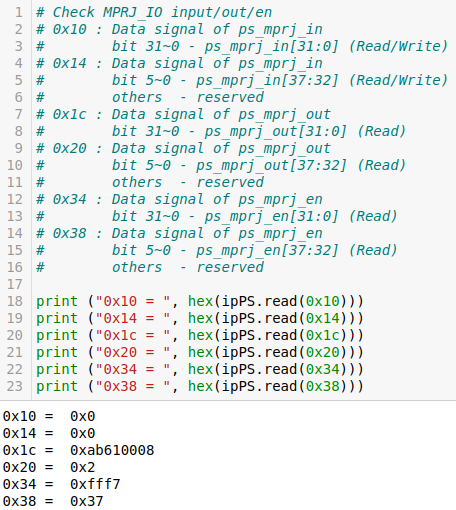 1 # Check MPRJ_IO input/out/en
2 # 0x10 : Data signal of ps_mprj_in
3 #        bit 31~0 - ps_mprj_in[31:0] (Read/Write)
4 # 0x14 : Data signal of ps_mprj_in
5 #        bit 5~0 - ps_mprj_in[37:32] (Read/Write)
6 #        others  - reserved
7 # 0x1c : Data signal of ps_mprj_out
8 #        bit 31~0 - ps_mprj_out[31:0] (Read)
9 # 0x20 : Data signal of ps_mprj_out
10 #        bit 5~0 - ps_mprj_out[37:32] (Read)
11 #        others  - reserved
12 # 0x34 : Data signal of ps_mprj_en
13 #        bit 31~0 - ps_mprj_en[31:0] (Read)
14 # 0x38 : Data signal of ps_mprj_en
15 #        bit 5~0 - ps_mprj_en[37:32] (Read)
16 #        others  - reserved
17
18 print ("0x10 = ", hex(ipPS.read(0x10)))
19 print ("0x14 = ", hex(ipPS.read(0x14)))
20 print ("0x1c = ", hex(ipPS.read(0x1c)))
21 print ("0x20 = ", hex(ipPS.read(0x20)))
22 print ("0x34 = ", hex(ipPS.read(0x34)))
23 print ("0x38 = ", hex(ipPS.read(0x38)))
0x10 =  0x0
0x14 =  0x0
0x1c =  0xab610008
0x20 =  0x2
0x34 =  0xfff7
0x38 =  0x37